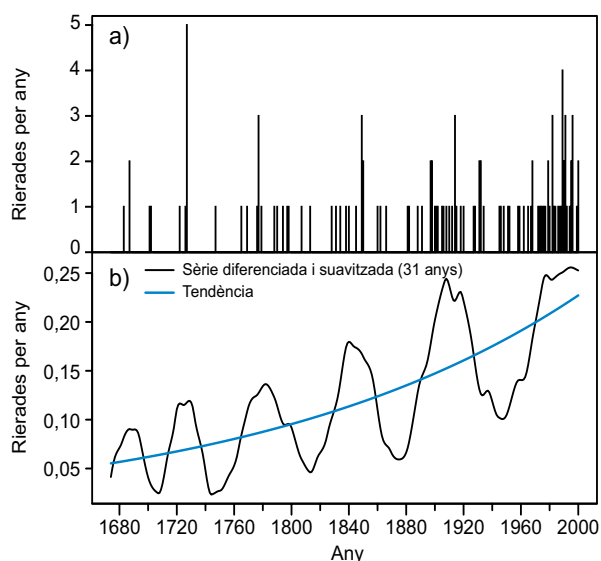 a)
Rierades per any
5
4
3
2
1
0
b)
Sèrie diferenciada i suavitzada (31 anys)
Tendència
Rierades per any
0,25
0,20
0,15
0,10
0,05
1680 1720 1760 1800 1840 1880 1920 1960 2000
Any